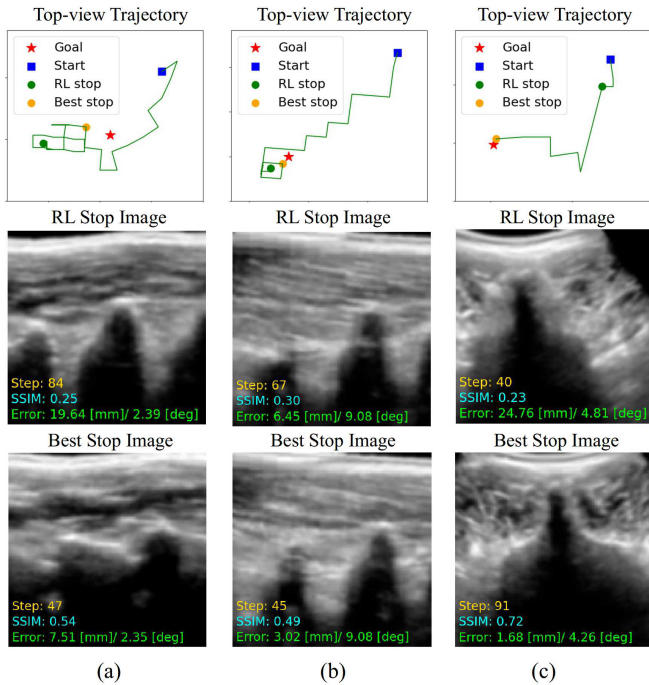 Top-view Trajectory
Top-view Trajectory
Top-view Trajectory
Goal
Start
RL stop
Best stop
Goal
Start
RL stop
Best stop
Goal
Start
RL stop
Best stop
RL Stop Image
RL Stop Image
RL Stop Image
Step: 84
SSIM: 0.25
Error: 19.64 [mm]/ 2.39 [deg]
Step: 67
SSIM: 0.30
Error: 6.45 [mm]/ 9.08 [deg]
Step: 40
SSIM: 0.23
Error: 24.76 [mm]/ 4.81 [deg]
Best Stop Image
Best Stop Image
Best Stop Image
Step: 47
SSIM: 0.54
Error: 7.51 [mm]/ 2.35 [deg]
Step: 45
SSIM: 0.49
Error: 3.02 [mm]/ 9.08 [deg]
Step: 91
SSIM: 0.72
Error: 1.68 [mm]/ 4.26 [deg]
(a)
(b)
(c)